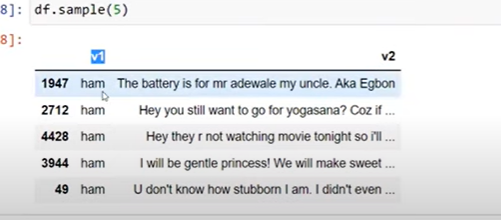 8]: df.sample(5)
8]:
v1 v2
1947 ham The battery is for mr adewale my uncle. Aka Egbon
2712 ham Hey you still want to go for yogasana? Coz if ...
4428 ham Hey they r not watching movie tonight so i'll ...
3944 ham I will be gentle princess! We will make sweet ...
49 ham U don't know how stubborn I am. I didn't even ...